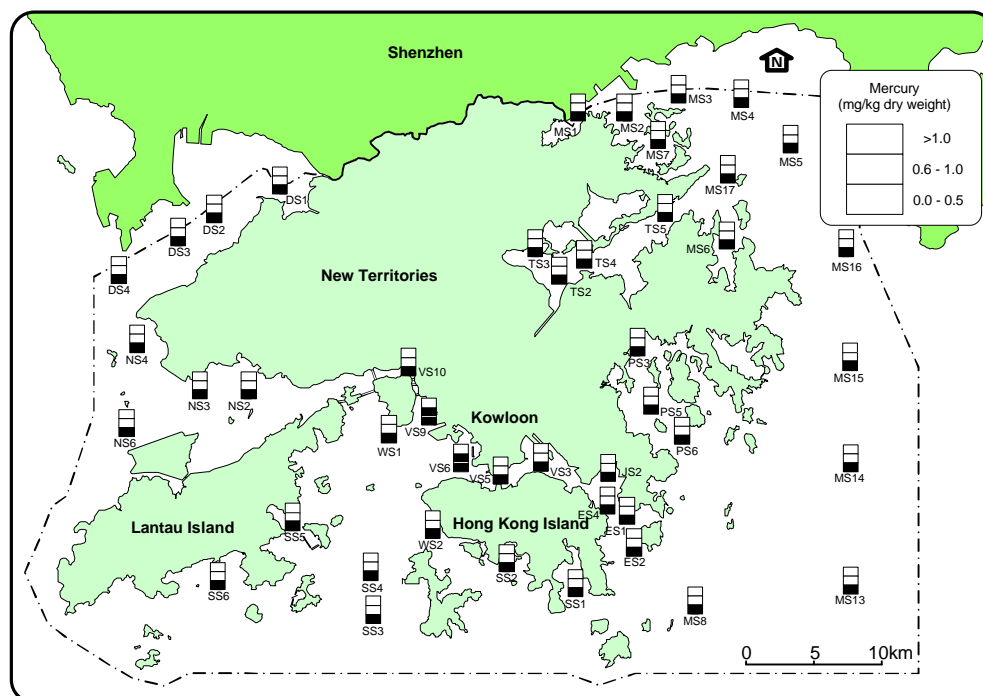 Shenzhen
N
Mercury
(mg/kg dry weight)
>1.0
0.6 - 1.0
0.0 - 0.5
MS1
MS2
MS3
MS4
MS5
MS7
MS17
DS1
DS2
DS3
DS4
TS5
MS6
TS3
TS4
TS2
MS16
New Territories
NS4
PS3
MS15
VS10
NS3
NS2
PS5
NS6
WS1
VS9
Kowloon
PS6
VS6
VS5
VS3
JS2
MS14
Lantau Island
SS5
WS2
Hong Kong Island
ES4
ES1
ES2
SS6
SS4
SS2
SS1
SS3
MS8
MS13
0 5 10km